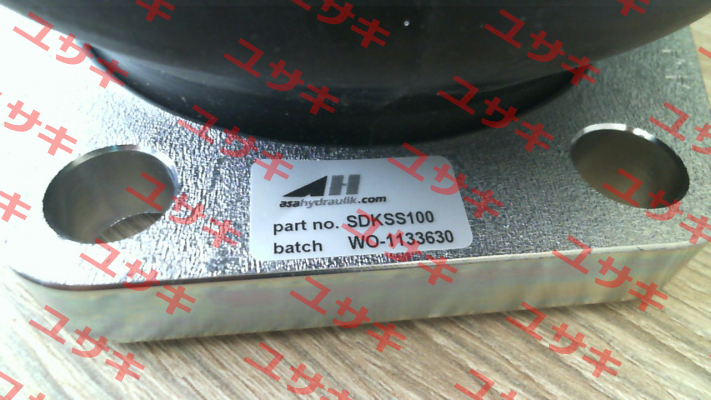 AH
asahydraulik.com
part no. SDKSS100
batch WO-1133630
ユサキ